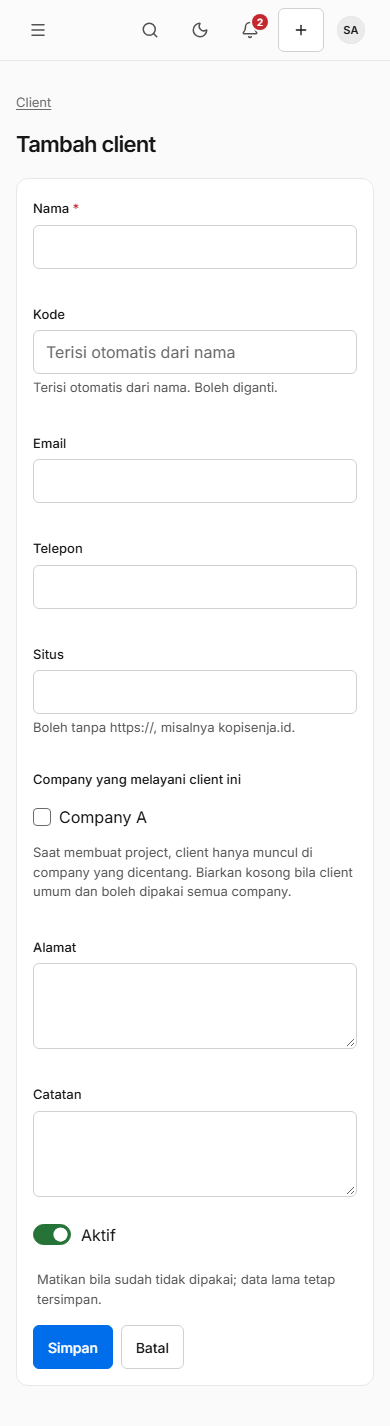 2
SA
Client
Tambah client
Nama *
Kode
Terisi otomatis dari nama
Terisi otomatis dari nama. Boleh diganti.
Email
Telepon
Situs
Boleh tanpa https://, misalnya kopisenja.id.
Company yang melayani client ini
Company A
Saat membuat project, client hanya muncul di
company yang dicentang. Biarkan kosong bila client
umum dan boleh dipakai semua company.
Alamat
Catatan
Aktif
Matikan bila sudah tidak dipakai; data lama tetap
tersimpan.
Simpan Batal